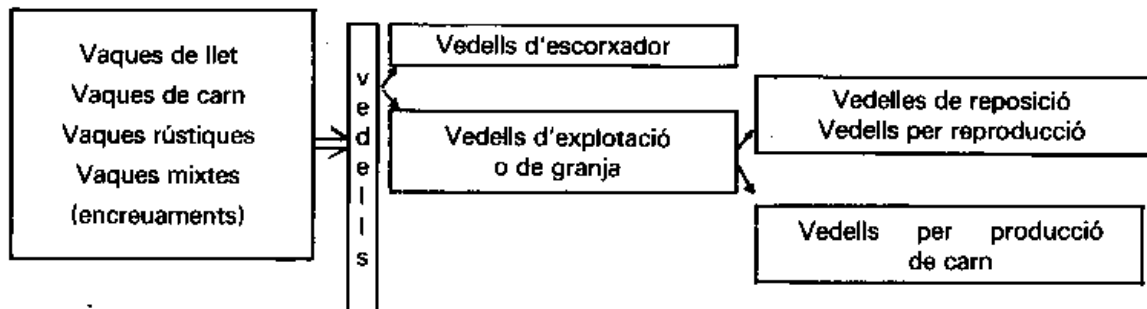 Vaques de llet
Vaques de carn
Vaques rústiques
Vaques mixtes
(encreuaments)
vedells
Vedells d'escorxador
Vedells d'explotació
o de granja
Vedelles de reposició
Vedells per reproducció
Vedells per producció
de carn